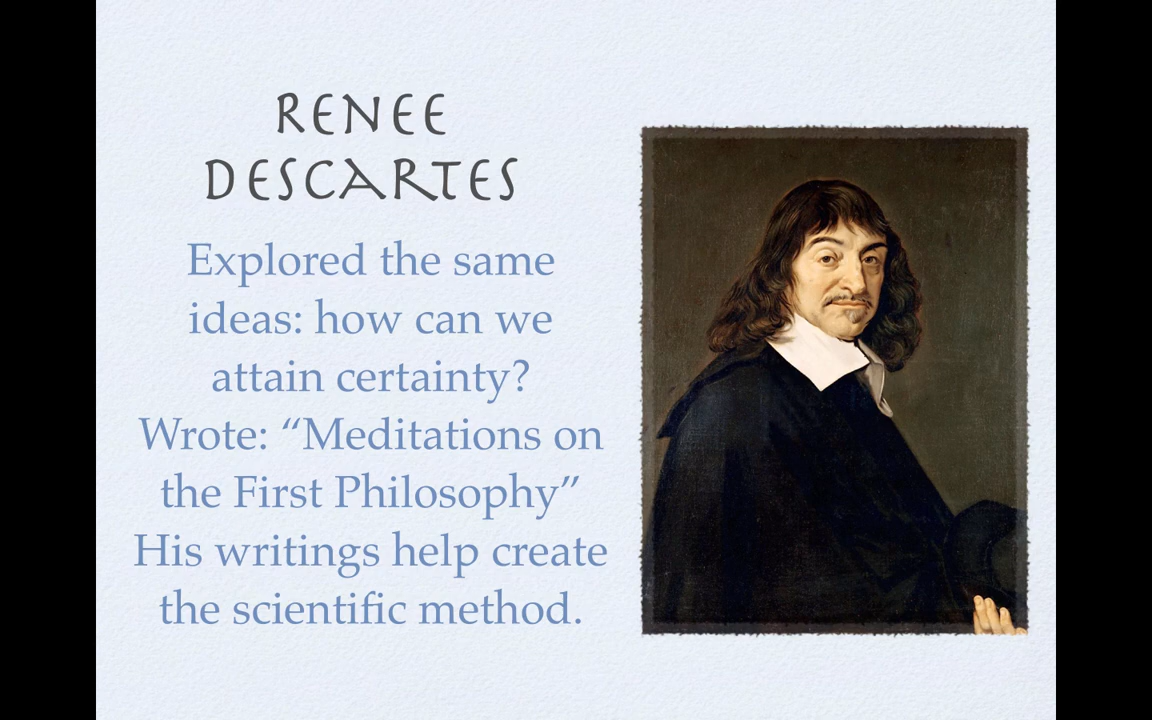 RENEE
DESCARTES
Explored the same
ideas: how can we
attain certainty?
Wrote: “Meditations on
the First Philosophy”
His writings help create
the scientific method.